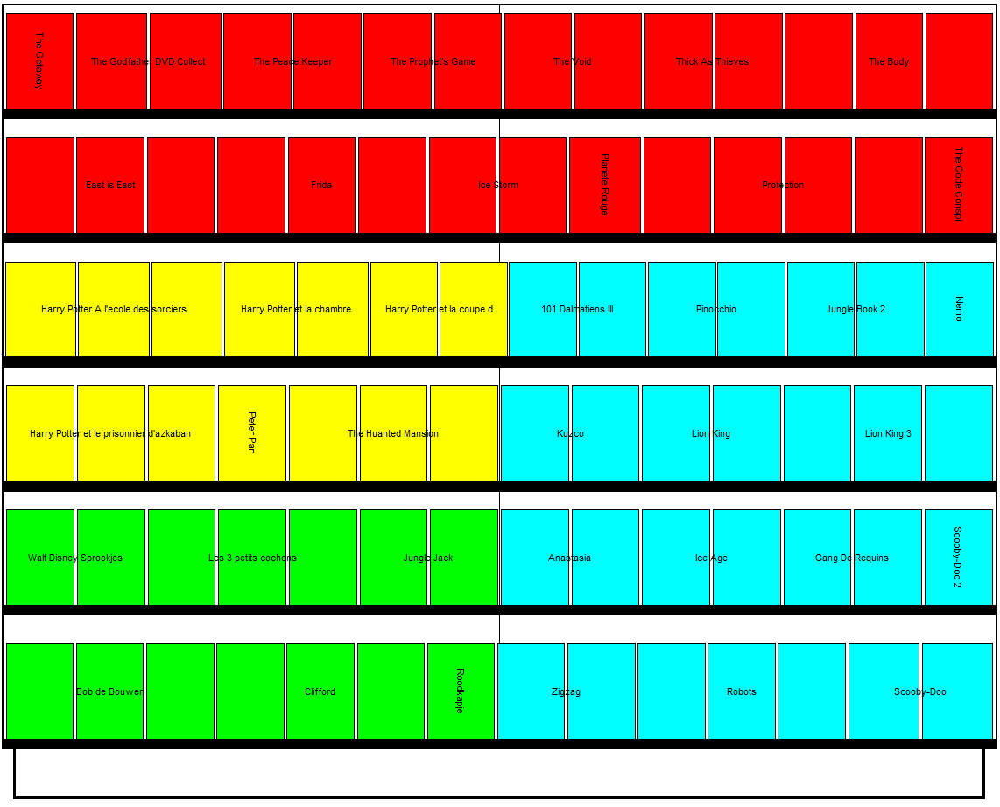 The Getaway
The Godfather DVD Collect
The Peace Keeper
The Prophet's Game
The Void
Thick As Thieves
The Body
East is East
Frida
Ice Storm
Planete Rouge
Protection
The Code Conspi
Harry Potter A l'ecole des sorciers
Harry Potter et la chambre
Harry Potter et la coupe d
101 Dalmatiens III
Pinocchio
Jungle Book 2
Nemo
Harry Potter et le prisonnier d'azkaban
Peter Pan
The Huanted Mansion
Kuzco
Lion King
Lion King 3
Walt Disney Sprookjes
Les 3 petits cochons
Jungle Jack
Anastasia
Ice Age
Gang De Requins
Scooby-Doo 2
Bob de Bouwer
Clifford
Roodkapje
Zigzag
Robots
Scooby-Doo